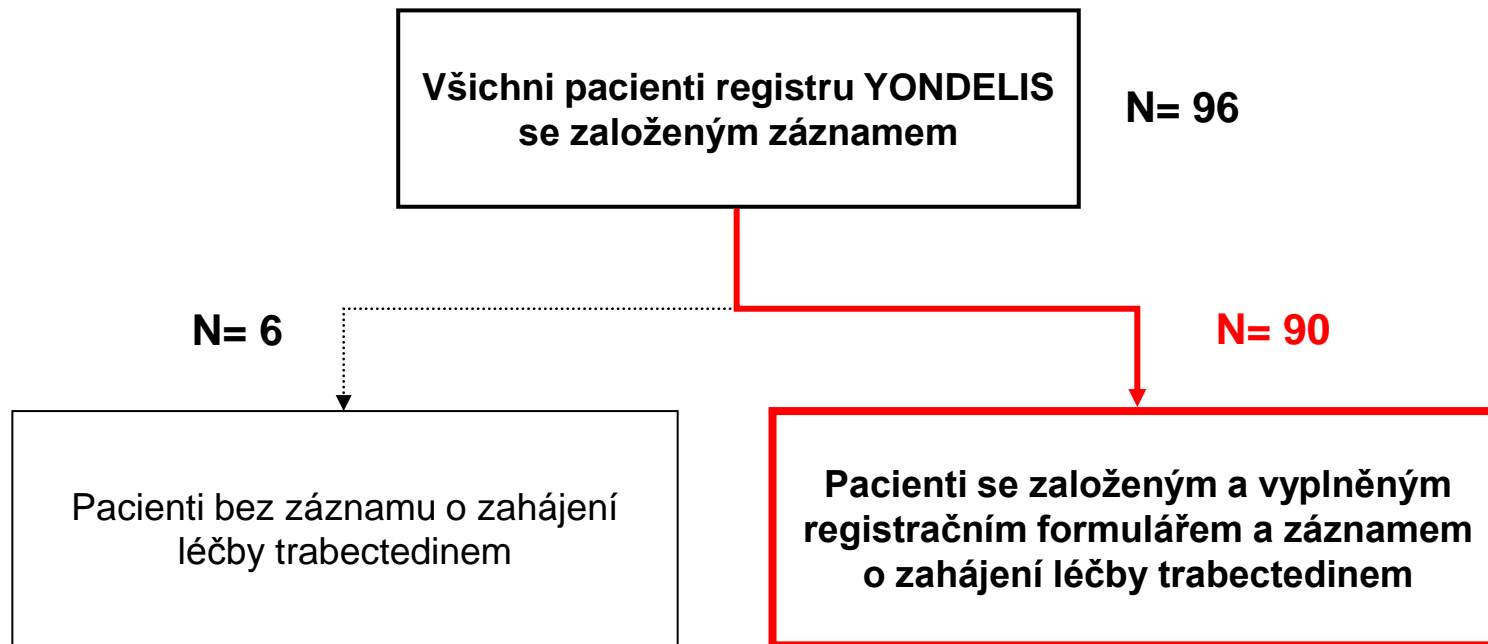 Všichni pacienti registru YONDELIS
se založeným záznamem
N= 96
N= 6
N= 90
Pacienti bez záznamu o zahájení
léčby trabectedinem
Pacienti se založeným a vyplněným
registračním formulářem a záznamem
o zahájení léčby trabectedinem